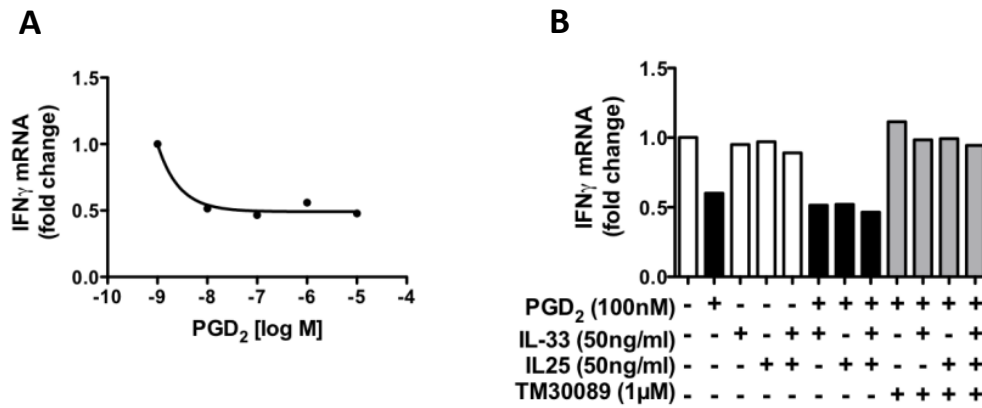 A
IFNγ mRNA
(fold change)
1.5
1.0
0.5
0.0
-10 -9 -8 -7 -6 -5 -4
PGD₂ [log M]
B
IFNγ mRNA
(fold change)
1.5
1.0
0.5
0.0
PGD₂ (100nM) - + - - - + + + + + + +
IL-33 (50ng/ml) - - + - + + - + - + - +
IL25 (50ng/ml) - - - + + - + + - - + +
TM30089 (1µM) - - - - - - - - + + + +